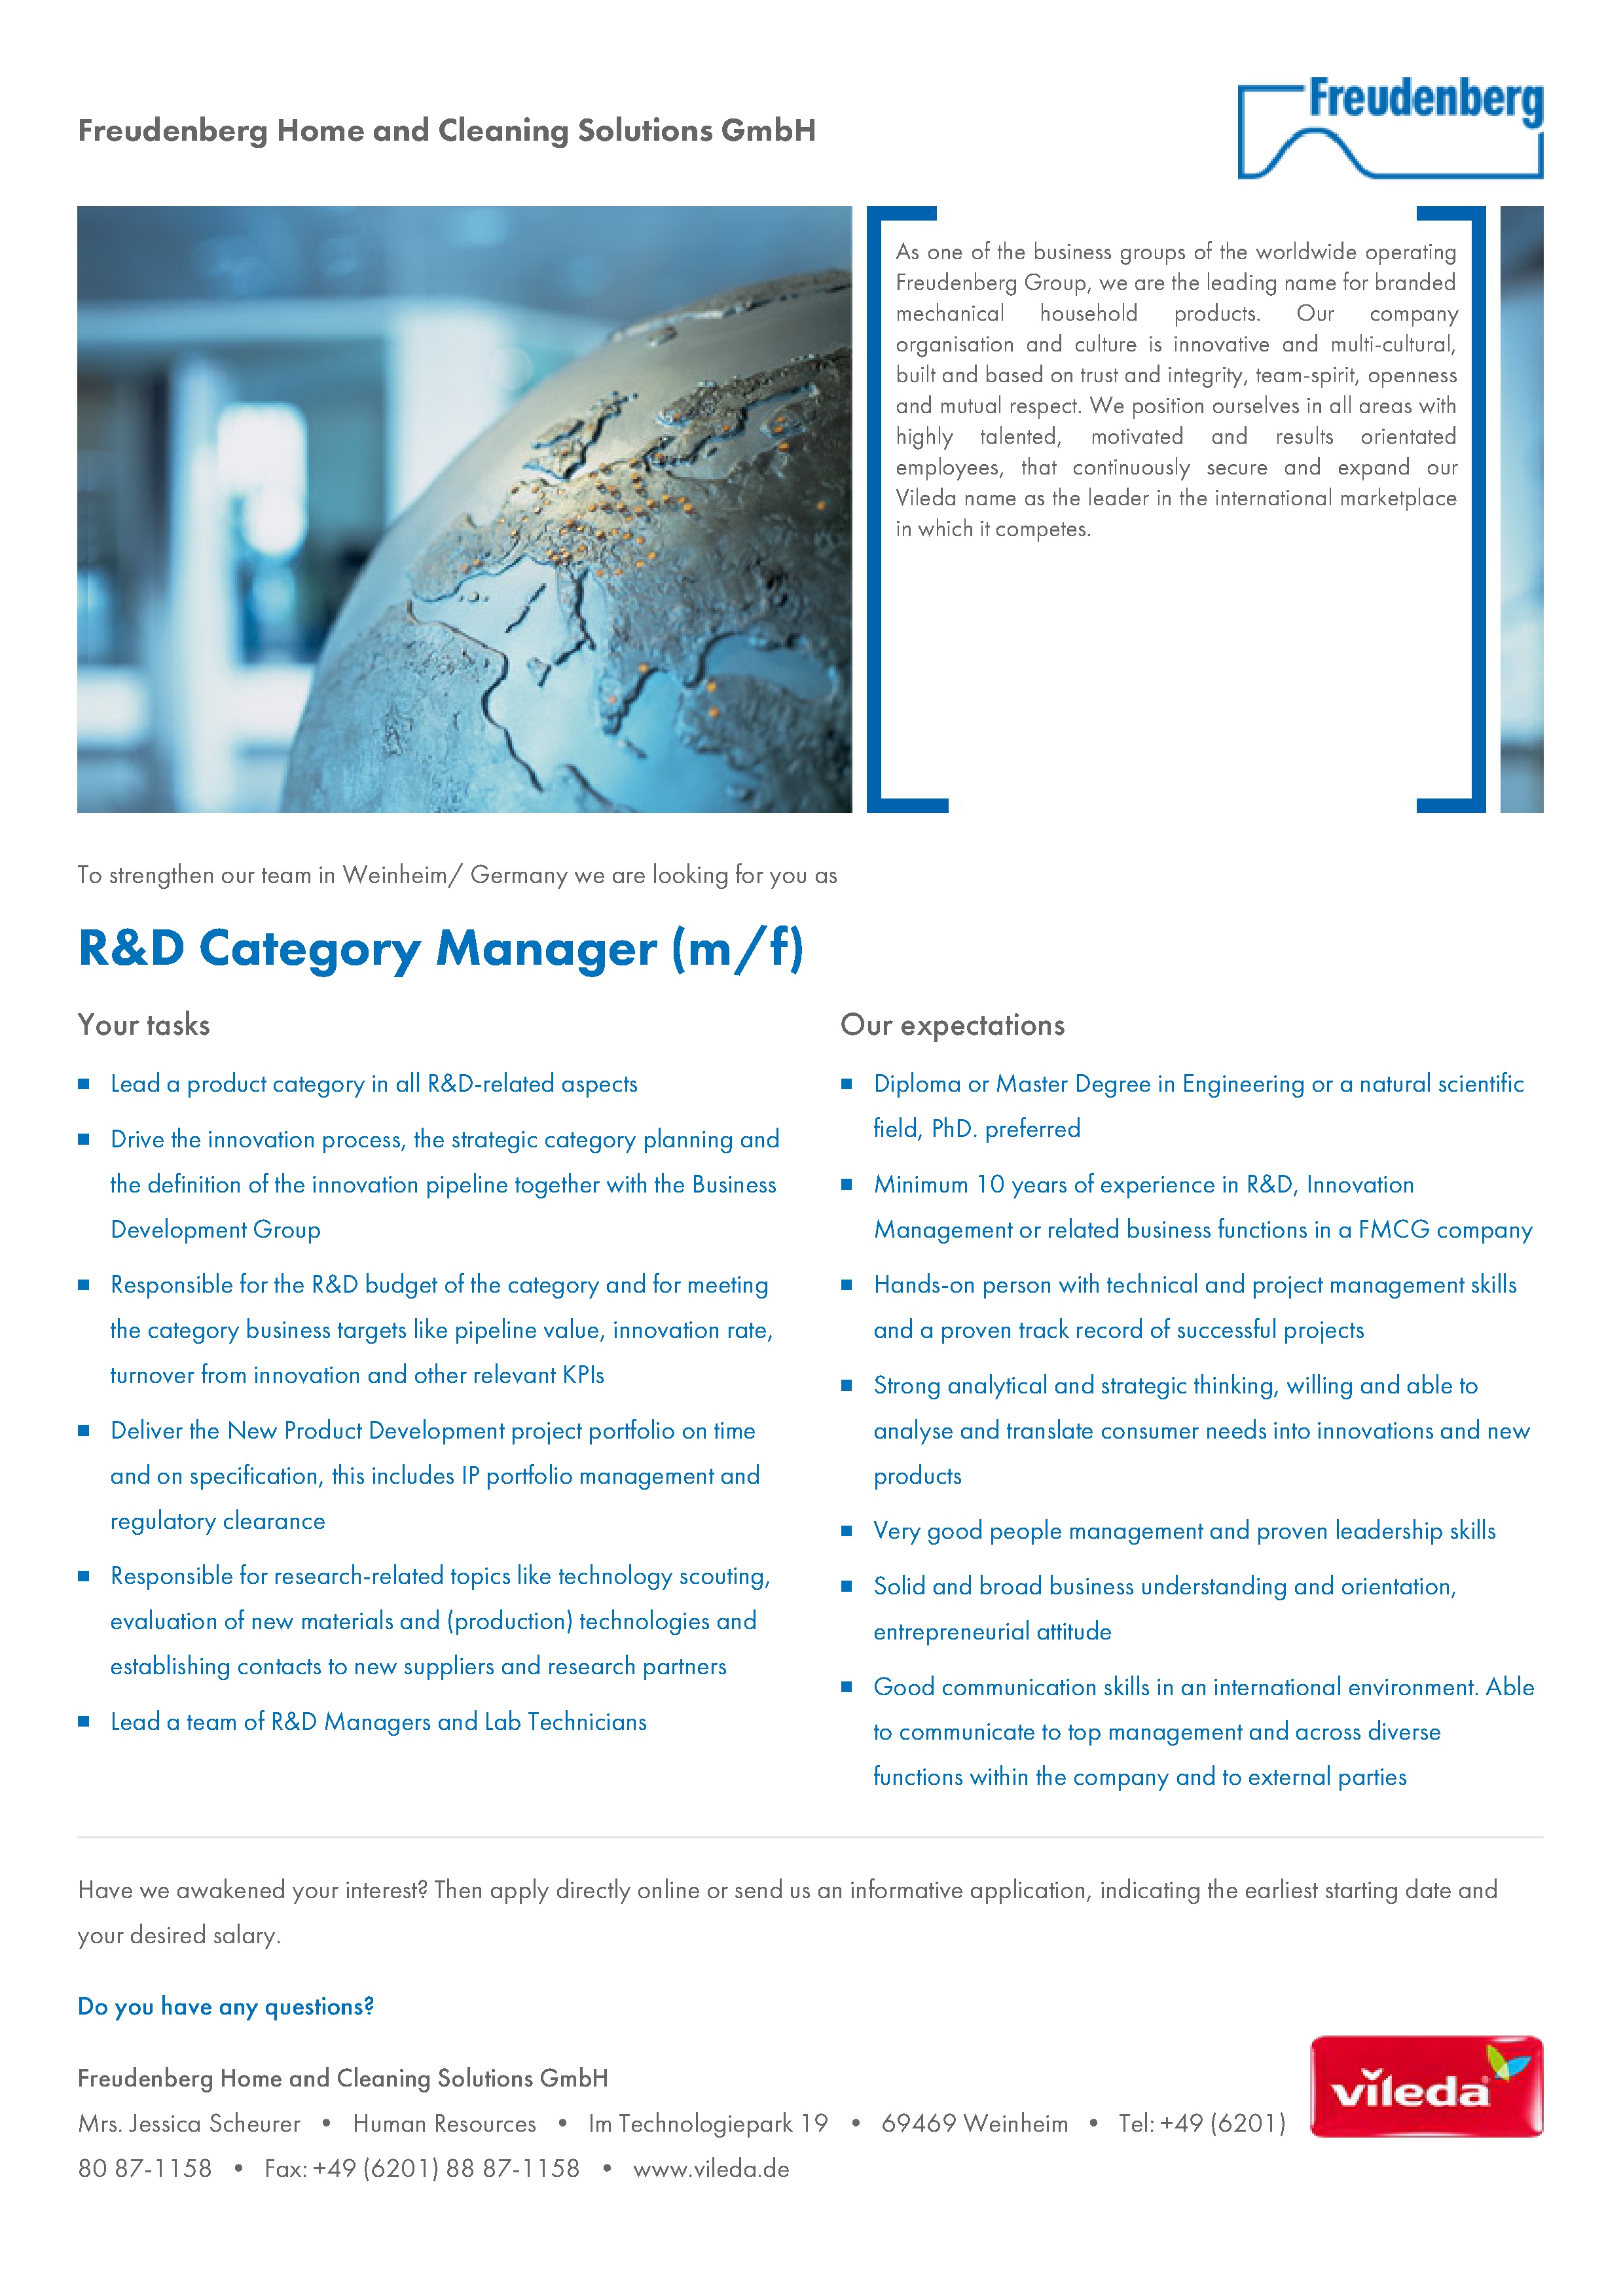 Freudenberg Home and Cleaning Solutions GmbH
Freudenberg
As one of the business groups of the worldwide operating
Freudenberg Group, we are the leading name for branded
mechanical household products. Our company
organisation and culture is innovative and multi-cultural,
built and based on trust and integrity, team-spirit, openness
and mutual respect. We position ourselves in all areas with
highly talented, motivated and results orientated
employees, that continuously secure and expand our
Vileda name as the leader in the international marketplace
in which it competes.
To strengthen our team in Weinheim/ Germany we are looking for you as
R&D Category Manager (m/f)
Your tasks
▪ Lead a product category in all R&D-related aspects
▪ Drive the innovation process, the strategic category planning and
the definition of the innovation pipeline together with the Business
Development Group
▪ Responsible for the R&D budget of the category and for meeting
the category business targets like pipeline value, innovation rate,
turnover from innovation and other relevant KPIs
▪ Deliver the New Product Development project portfolio on time
and on specification, this includes IP portfolio management and
regulatory clearance
▪ Responsible for research-related topics like technology scouting,
evaluation of new materials and (production) technologies and
establishing contacts to new suppliers and research partners
▪ Lead a team of R&D Managers and Lab Technicians
Our expectations
▪ Diploma or Master Degree in Engineering or a natural scientific
field, PhD. preferred
▪ Minimum 10 years of experience in R&D, Innovation
Management or related business functions in a FMCG company
▪ Hands-on person with technical and project management skills
and a proven track record of successful projects
▪ Strong analytical and strategic thinking, willing and able to
analyse and translate consumer needs into innovations and new
products
▪ Very good people management and proven leadership skills
▪ Solid and broad business understanding and orientation,
entrepreneurial attitude
▪ Good communication skills in an international environment. Able
to communicate to top management and across diverse
functions within the company and to external parties
Have we awakened your interest? Then apply directly online or send us an informative application, indicating the earliest starting date and
your desired salary.
Do you have any questions?
Freudenberg Home and Cleaning Solutions GmbH
Mrs. Jessica Scheurer • Human Resources • Im Technologiepark 19 • 69469 Weinheim • Tel: +49 (6201)
80 87-1158 • Fax: +49 (6201) 88 87-1158 • www.vileda.de
vileda®